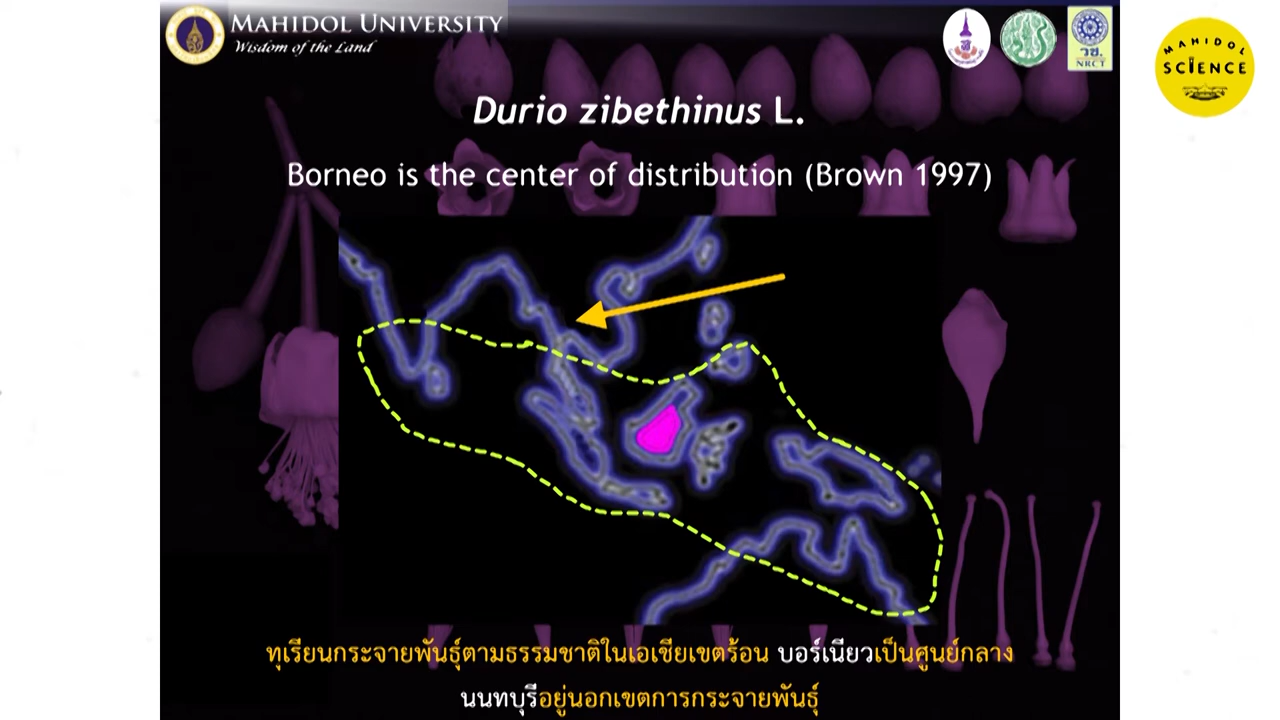 MAHIDOL UNIVERSITY
Wisdom of the Land
วช.
NRCT
MAHIDOL
SCIENCE
Durio zibethinus L.
Borneo is the center of distribution (Brown 1997)
ทุเรียนกระจายพันธุ์ตามธรรมชาติในเอเชียเขตร้อน บอร์เนียวเป็นศูนย์กลาง
นนทบุรีอยู่นอกเขตการกระจายพันธุ์